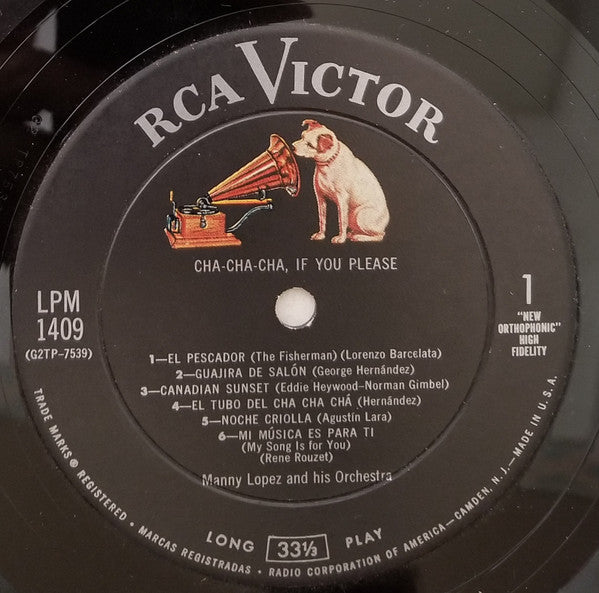 RCA VICTOR
CHA-CHA-CHA, IF YOU PLEASE
LPM
1409
(G2TP-7539)
1
"NEW
ORTHOPHONIC"
HIGH
FIDELITY
1—EL PESCADOR (The Fisherman) (Lorenzo Barcelata)
2—GUAJIRA DE SALÓN (George Hernández)
3—CANADIAN SUNSET (Eddie Heywood-Norman Gimbel)
4—EL TUBO DEL CHA CHA CHÁ (Hernández)
5—NOCHE CRIOLLA (Agustín Lara)
6—MI MÚSICA ES PARA TI
(My Song Is for You)
(Rene Rouzet)
Manny Lopez and his Orchestra
LONG 33⅓ PLAY
TRADE MARKS ® REGISTERED • MARCAS REGISTRADAS • RADIO CORPORATION OF AMERICA—CAMDEN, N. J.—MADE IN U. S. A.